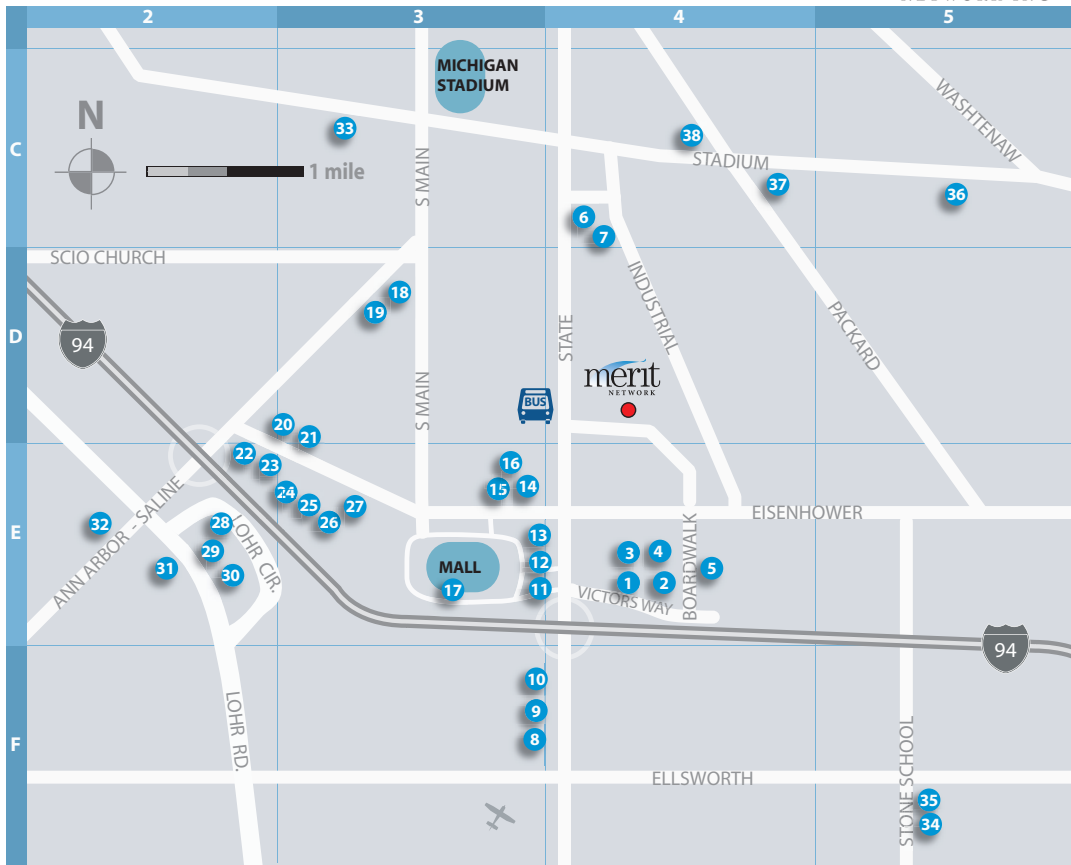 2
3
4
5
MICHIGAN
STADIUM
WASHTENAW
N
33
38
C
1 mile
S MAIN
STADIUM
37
36
6
7
SCIO CHURCH
INDUSTRIAL
18
19
D
94
STATE
PACKARD
merit
NETWORK
S MAIN
BUS
20
21
22
23
16
24
15
14
25
27
26
EISENHOWER
E
32
ANN ARBOR - SALINE
28
LOHR CIR.
13
29
3
4
MALL
12
5
31
30
17
11
1
2
VICTORS WAY
BOARDWALK
94
10
9
LOHR RD.
8
F
ELLSWORTH
STONE SCHOOL
35
34